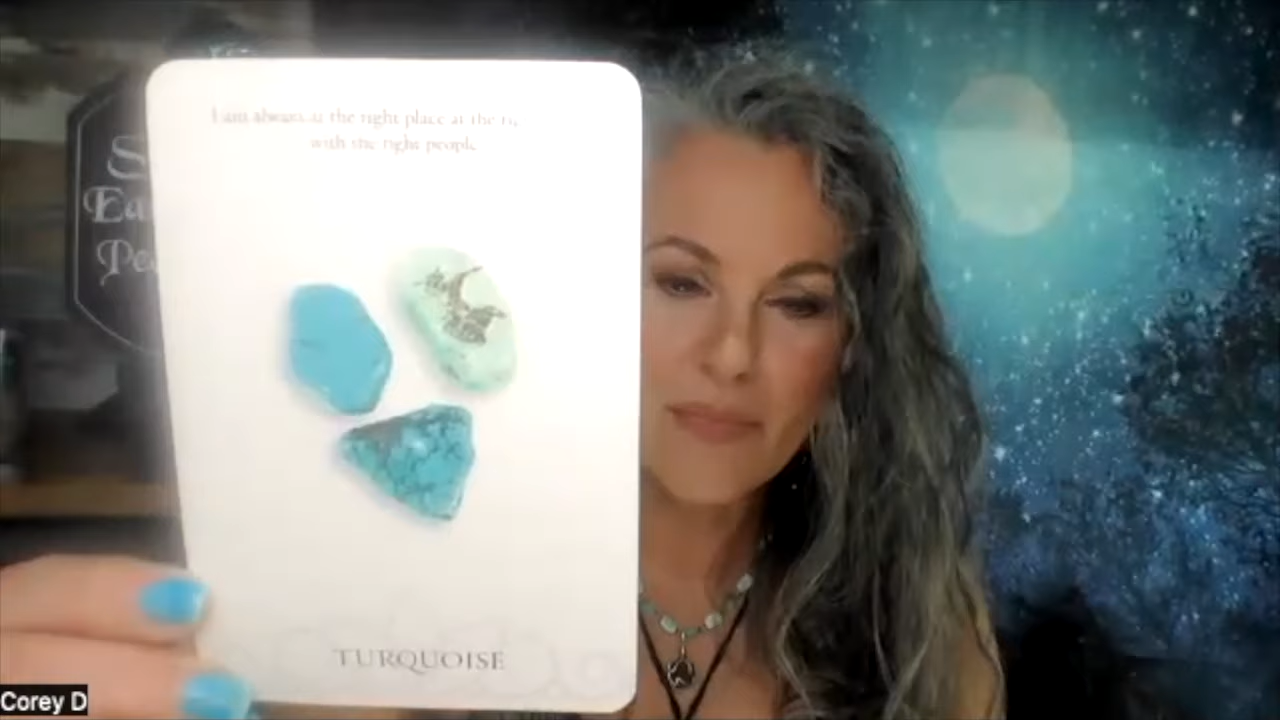 I am always at the right place at the
with the right people
TURQUOISE
Corey D